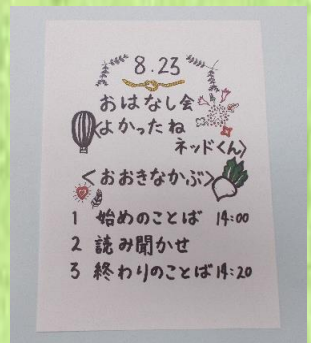 8.23
おはなし会
〈よかったね
ネッドくん〉
〈おおきなかぶ〉
1 始めのことば 14:00
2 読み聞かせ
3 終わりのことば 14:20